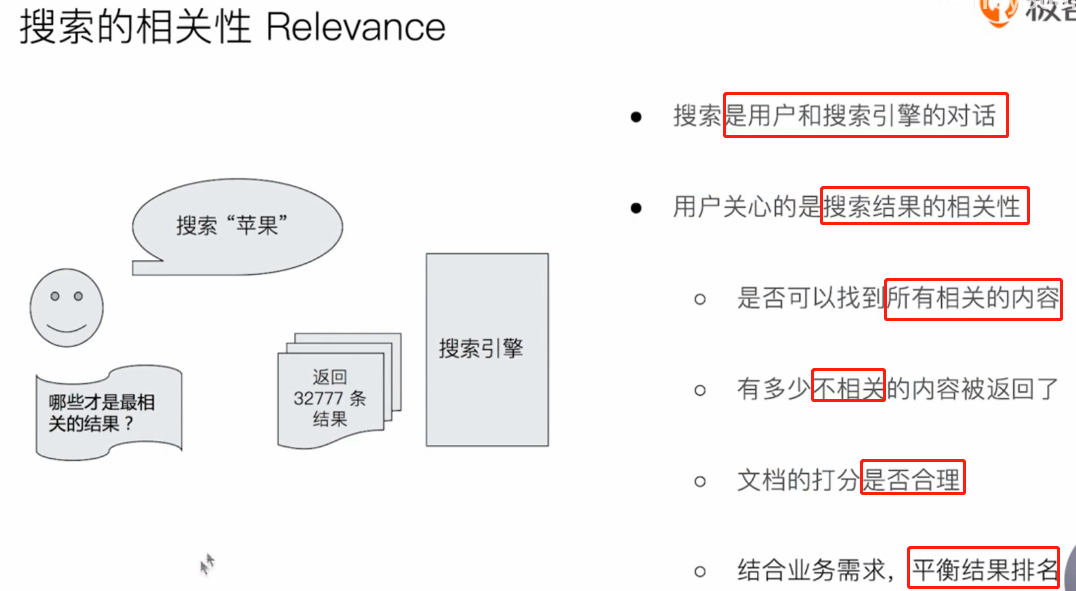 搜索的相关性 Relevance
极客
搜索是用户和搜索引擎的对话
用户关心的是搜索结果的相关性
是否可以找到所有相关的内容
有多少不相关的内容被返回了
文档的打分是否合理
结合业务需求，平衡结果排名
搜索“苹果”
哪些才是最相
关的结果？
返回
32777 条
结果
搜索引擎